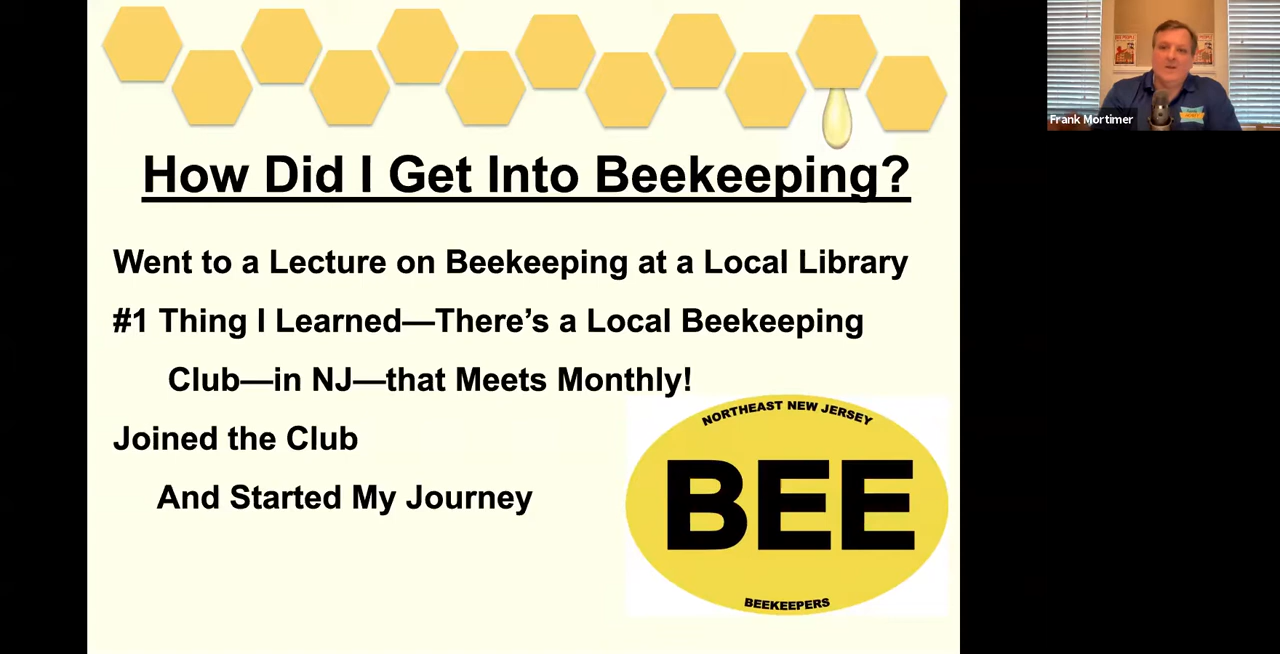 How Did I Get Into Beekeeping?
Went to a Lecture on Beekeeping at a Local Library
#1 Thing I Learned—There’s a Local Beekeeping
Club—in NJ—that Meets Monthly!
Joined the Club
And Started My Journey
NORTHEAST NEW JERSEY
BEE
BEEKEEPERS
Frank Mortimer